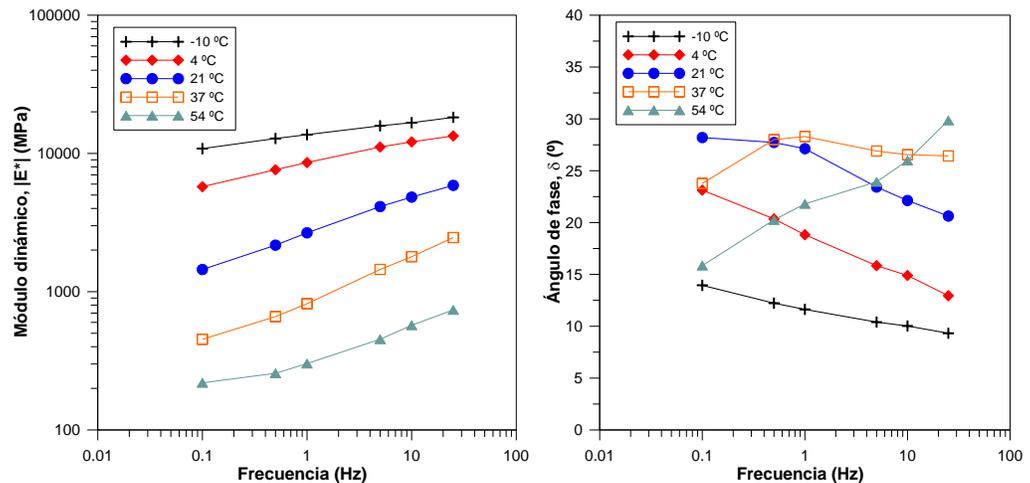 100000
10000
1000
100
0.01
0.1
1
10
100
Módulo dinámico, |E*| (MPa)
Frecuencia (Hz)
-10 ºC
4 ºC
21 ºC
37 ºC
54 ºC
40
35
30
25
20
15
10
5
0
0.01
0.1
1
10
100
Ángulo de fase, δ (º)
Frecuencia (Hz)
-10 ºC
4 ºC
21 ºC
37 ºC
54 ºC